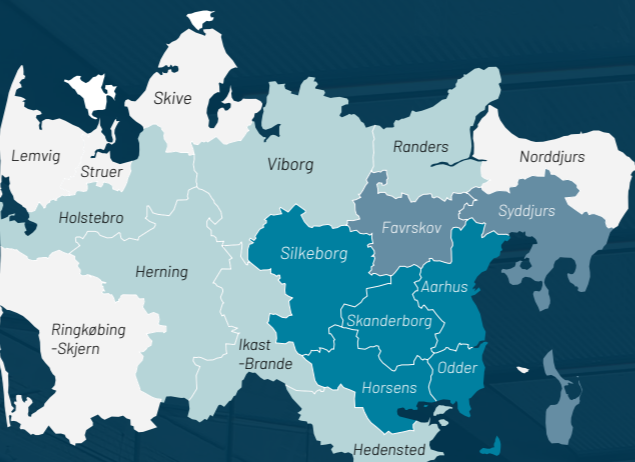 Skive
Lemvig
Struer
Viborg
Randers
Norddjurs
Holstebro
Favrskov
Syddjurs
Silkeborg
Herning
Aarhus
Skanderborg
Ringkøbing
-Skjern
Ikast
-Brande
Horsens
Odder
Hedensted